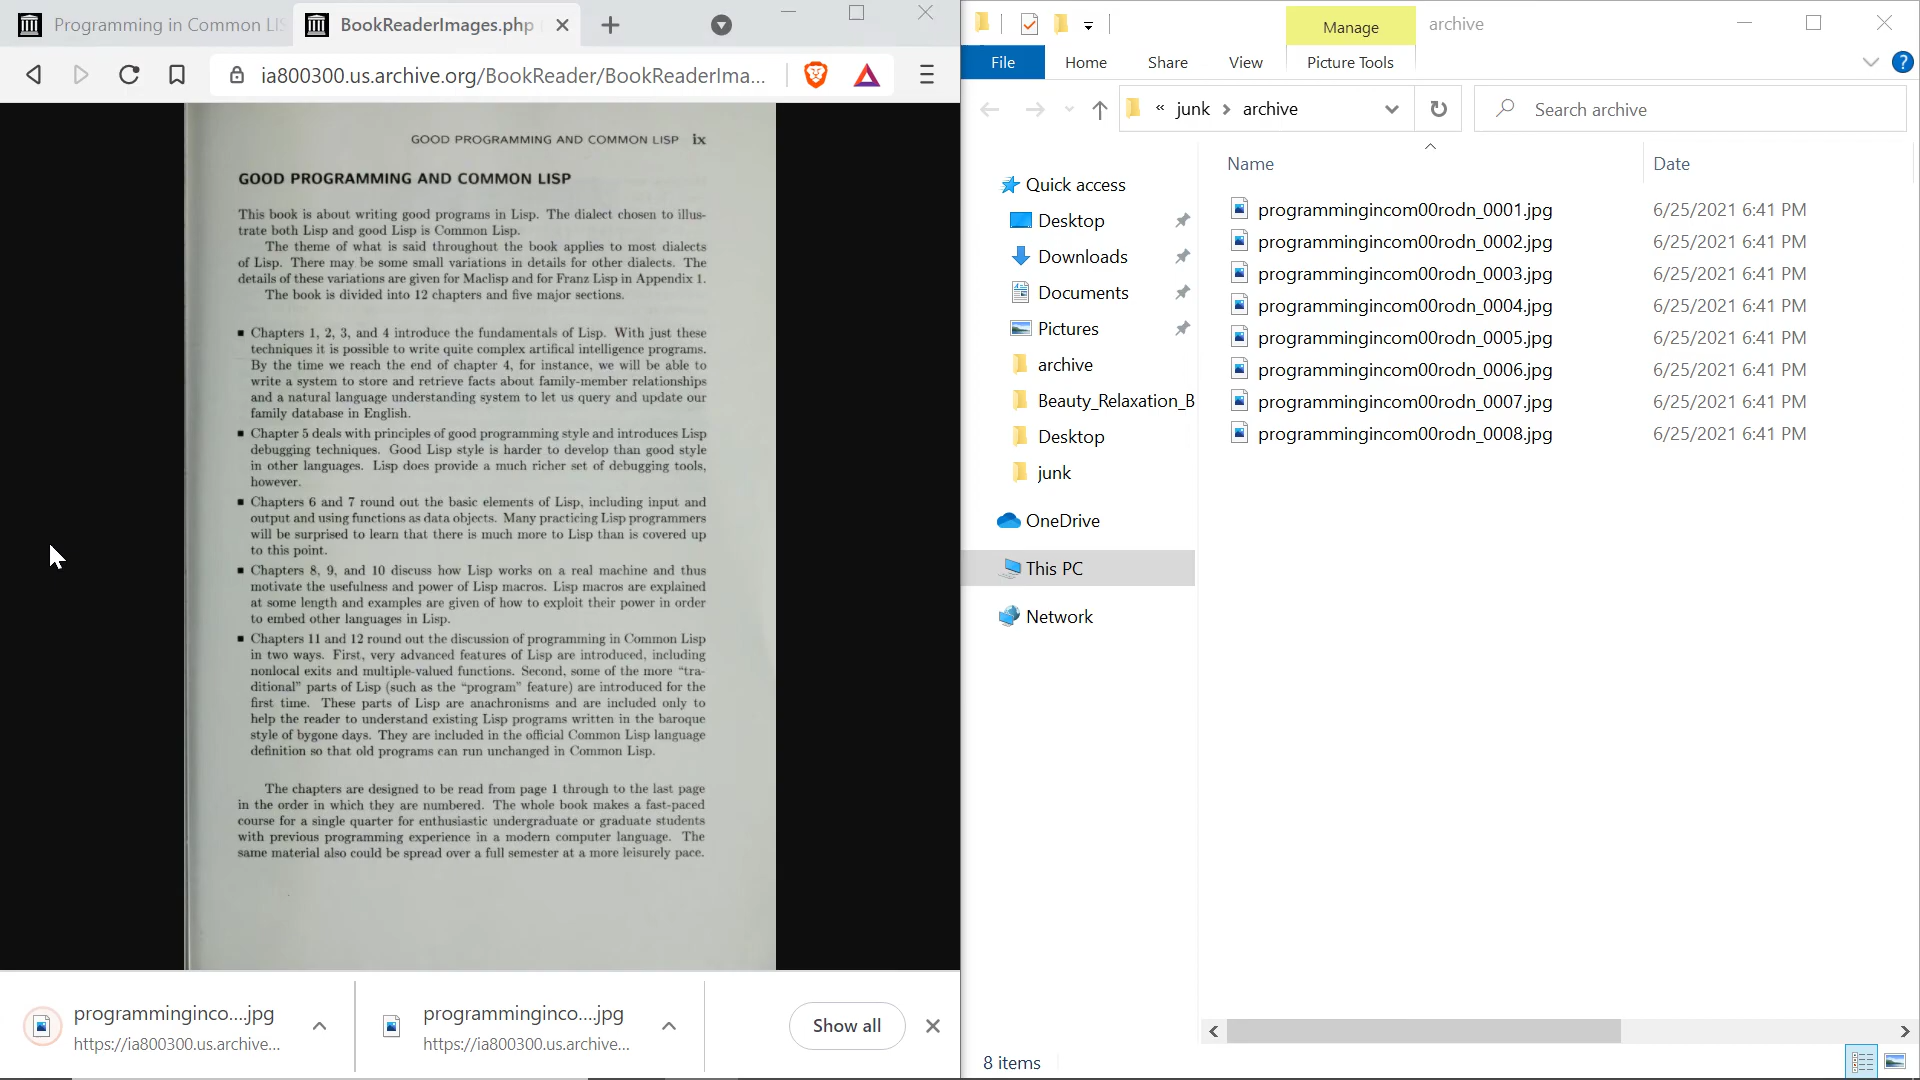 Programming in Common LIS
BookReaderImages.php
ia800300.us.archive.org/BookReader/BookReaderIma...
GOOD PROGRAMMING AND COMMON LISP ix
GOOD PROGRAMMING AND COMMON LISP
This book is about writing good programs in Lisp. The dialect chosen to illus-
trate both Lisp and good Lisp is Common Lisp.
The theme of what is said throughout the book applies to most dialects
of Lisp. There may be some small variations in details for other dialects. The
details of these variations are given for Maclisp and for Franz Lisp in Appendix 1.
The book is divided into 12 chapters and five major sections.
▪ Chapters 1, 2, 3, and 4 introduce the fundamentals of Lisp. With just these
techniques it is possible to write quite complex artifical intelligence programs.
By the time we reach the end of chapter 4, for instance, we will be able to
write a system to store and retrieve facts about family-member relationships
and a natural language understanding system to let us query and update our
family database in English.
▪ Chapter 5 deals with principles of good programming style and introduces Lisp
debugging techniques. Good Lisp style is harder to develop than good style
in other languages. Lisp does provide a much richer set of debugging tools,
however.
▪ Chapters 6 and 7 round out the basic elements of Lisp, including input and
output and using functions as data objects. Many practicing Lisp programmers
will be surprised to learn that there is much more to Lisp than is covered up
to this point.
▪ Chapters 8, 9, and 10 discuss how Lisp works on a real machine and thus
motivate the usefulness and power of Lisp macros. Lisp macros are explained
at some length and examples are given of how to exploit their power in order
to embed other languages in Lisp.
▪ Chapters 11 and 12 round out the discussion of programming in Common Lisp
in two ways. First, very advanced features of Lisp are introduced, including
nonlocal exits and multiple-valued functions. Second, some of the more “tra-
ditional” parts of Lisp (such as the “program” feature) are introduced for the
first time. These parts of Lisp are anachronisms and are included only to
help the reader to understand existing Lisp programs written in the baroque
style of bygone days. They are included in the official Common Lisp language
definition so that old programs can run unchanged in Common Lisp.
The chapters are designed to be read from page 1 through to the last page
in the order in which they are numbered. The whole book makes a fast-paced
course for a single quarter for enthusiastic undergraduate or graduate students
with previous programming experience in a modern computer language. The
same material also could be spread over a full semester at a more leisurely pace.
programminginco....jpg
https://ia800300.us.archive...
programminginco....jpg
https://ia800300.us.archive...
Show all
Manage
archive
File
Home
Share
View
Picture Tools
?
« junk > archive
Search archive
Quick access
Desktop
Downloads
Documents
Pictures
archive
Beauty_Relaxation_B
Desktop
junk
OneDrive
This PC
Network
Name Date
programmingincom00rodn_0001.jpg 6/25/2021 6:41 PM
programmingincom00rodn_0002.jpg 6/25/2021 6:41 PM
programmingincom00rodn_0003.jpg 6/25/2021 6:41 PM
programmingincom00rodn_0004.jpg 6/25/2021 6:41 PM
programmingincom00rodn_0005.jpg 6/25/2021 6:41 PM
programmingincom00rodn_0006.jpg 6/25/2021 6:41 PM
programmingincom00rodn_0007.jpg 6/25/2021 6:41 PM
programmingincom00rodn_0008.jpg 6/25/2021 6:41 PM
8 items